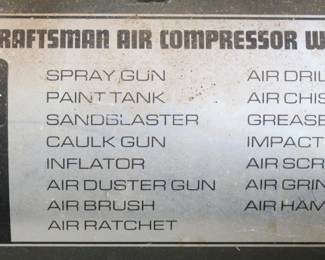 CRAFTSMAN AIR COMPRESSOR W
SPRAY GUN
PAINT TANK
SANDBLASTER
CAULK GUN
INFLATOR
AIR DUSTER GUN
AIR BRUSH
AIR RATCHET
AIR DRIL
AIR CHIS
GREASE
IMPACT
AIR SCR
AIR GRIN
AIR HAM